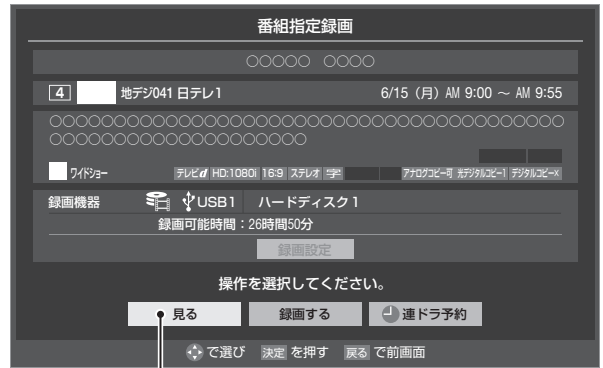 番組指定録画
○○○○○ ○○○○
4 地デジ041 日テレ1 6/15（月）AM 9:00 ～ AM 9:55
○○○○○○○○○○○○○○○○○○○○○○○○○○○○○○○○○○○○○
○○○○○○○○○○○○○○○○○○○
ワイドショー テレビd HD:1080i 16:9 ステレオ 字 アナログコピー可 光デジタルコピー1 デジタルコピー×
録画機器 USB1 ハードディスク1
録画可能時間：26時間50分
録画設定
操作を選択してください。
見る 録画する 連ドラ予約
で選び 決定 を押す 戻る で前画面